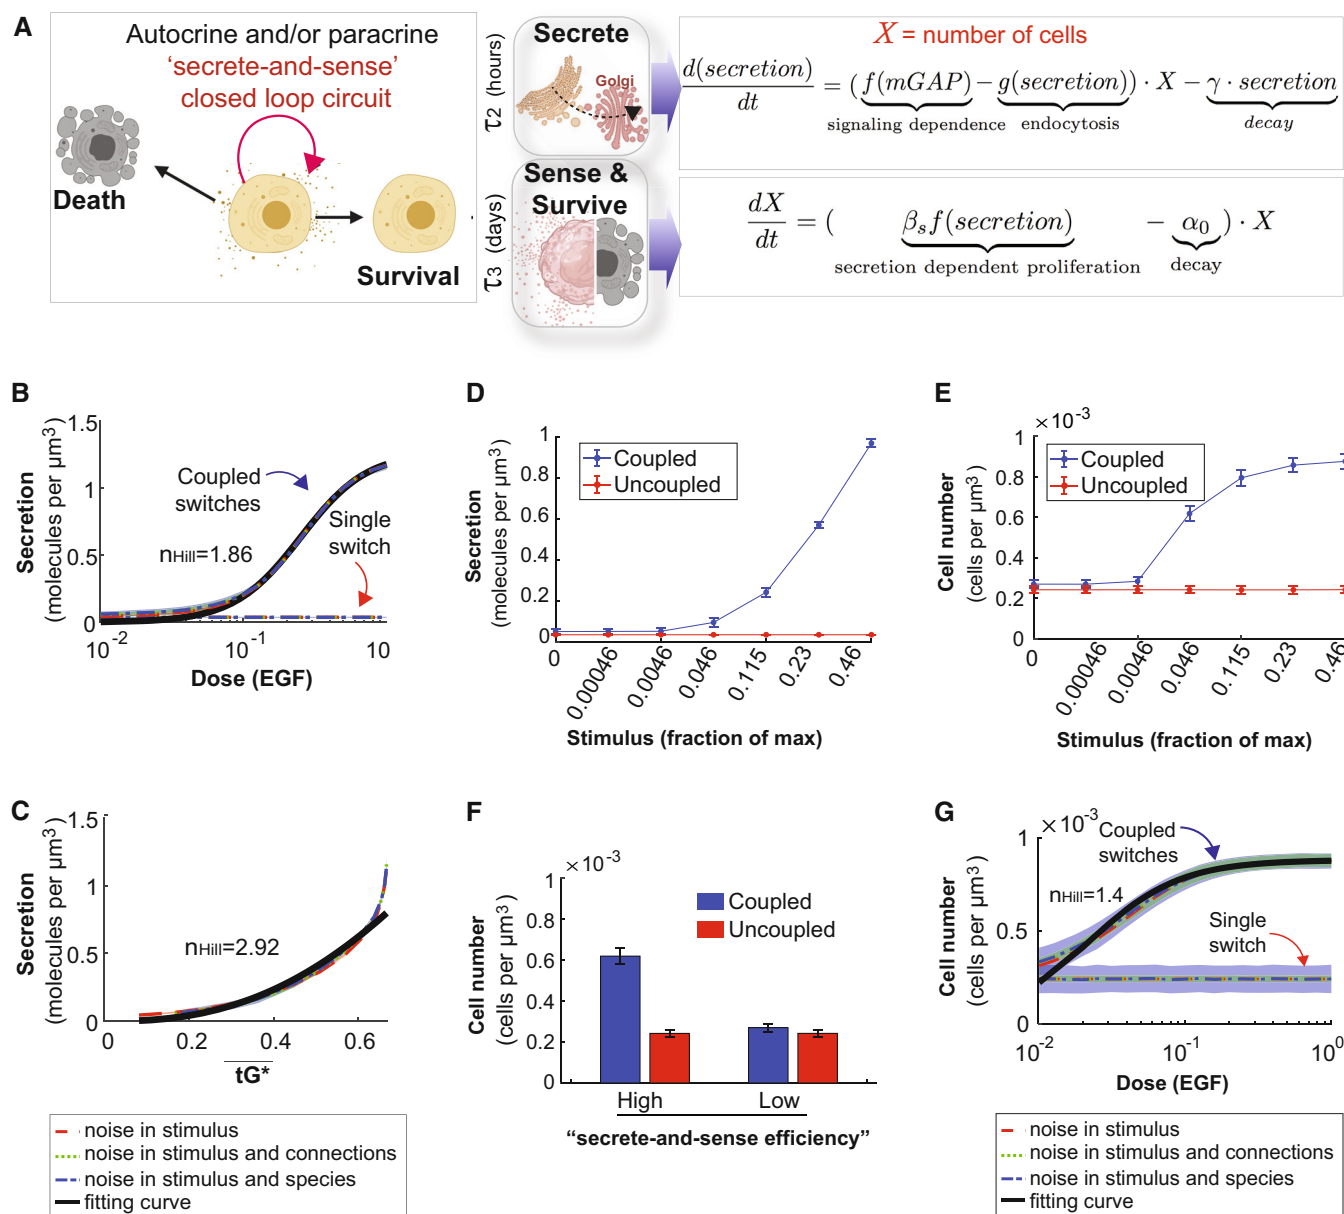 A
Autocrine and/or paracrine
‘secrete-and-sense’
closed loop circuit
Death
Survival
τ2 (hours)
Secrete
Golgi
τ3 (days)
Sense &
Survive
X = number of cells
d(secretion)/dt = (f(mGAP) − g(secretion)) · X − γ · secretion
signaling dependence endocytosis decay
dX/dt = ( βs f(secretion) − α0 ) · X
secretion dependent proliferation decay
B
Secretion
(molecules per µm³)
1.5
1
0.5
0
Coupled
switches
Single
switch
nHill=1.86
10⁻² 10⁻¹ 10
Dose (EGF)
D
Secretion
(molecules per µm³)
1
0.8
0.6
0.4
0.2
0
Coupled
Uncoupled
0 0.00046 0.0046 0.046 0.115 0.23 0.46
Stimulus (fraction of max)
E
×10⁻³
Cell number
(cells per µm³)
1
0.8
0.6
0.4
0.2
0
Coupled
Uncoupled
0 0.00046 0.0046 0.046 0.115 0.23 0.46
Stimulus (fraction of max)
C
Secretion
(molecules per µm³)
1.5
1
0.5
0
nHill=2.92
0 0.2 0.4 0.6
tG*
noise in stimulus
noise in stimulus and connections
noise in stimulus and species
fitting curve
F
×10⁻³
Cell number
(cells per µm³)
1
0.8
0.6
0.4
0.2
0
Coupled
Uncoupled
High Low
“secrete-and-sense efficiency”
G
×10⁻³
Cell number
(cells per µm³)
1
0.5
0
Coupled
switches
nHill=1.4
Single
switch
10⁻² 10⁻¹ 10⁰
Dose (EGF)
noise in stimulus
noise in stimulus and connections
noise in stimulus and species
fitting curve